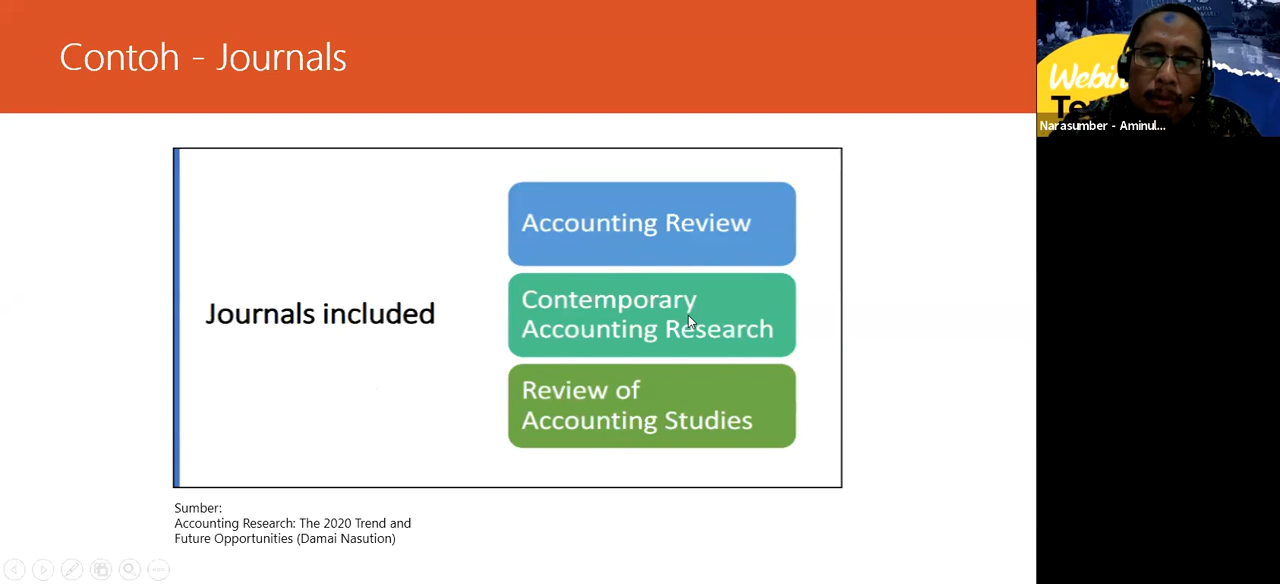 Contoh - Journals
Journals included
Accounting Review
Contemporary
Accounting Research
Review of
Accounting Studies
Sumber:
Accounting Research: The 2020 Trend and
Future Opportunities (Damai Nasution)
Narasumber - Aminul...